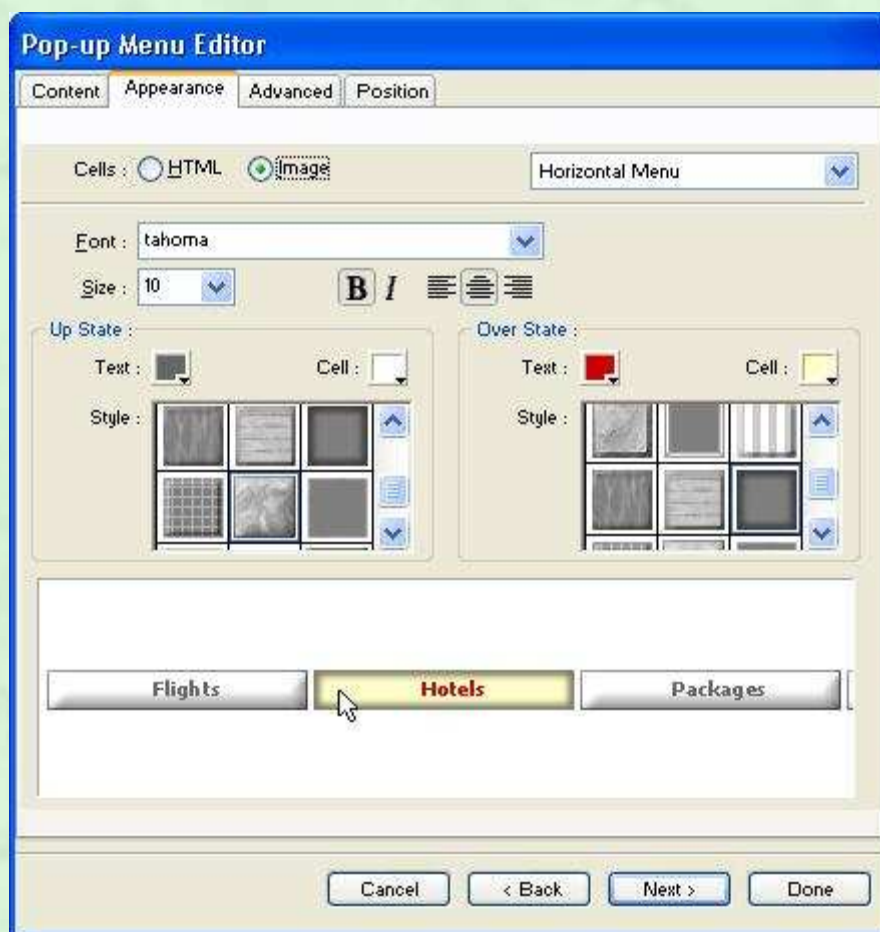 Pop-up Menu Editor
Content Appearance Advanced Position
Cells : HTML Image Horizontal Menu
Font : tahoma
Size : 10 B I
Up State : Over State :
Text : Cell : Text : Cell :
Style : Style :
Flights Hotels Packages
Cancel < Back Next > Done